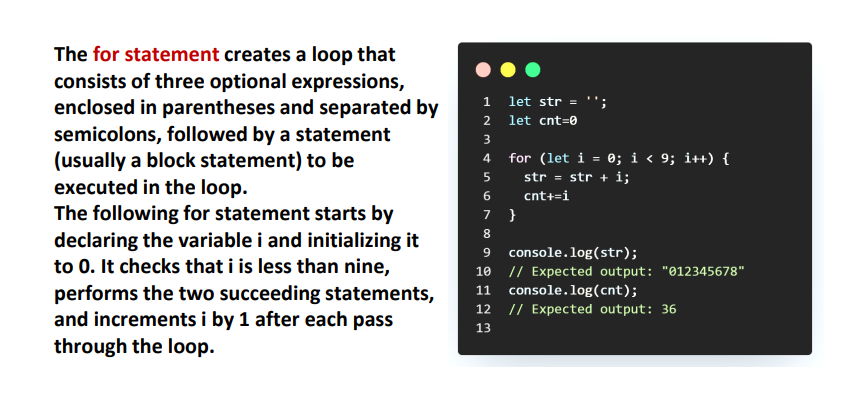 The for statement creates a loop that
consists of three optional expressions,
enclosed in parentheses and separated by
semicolons, followed by a statement
(usually a block statement) to be
executed in the loop.
The following for statement starts by
declaring the variable i and initializing it
to 0. It checks that i is less than nine,
performs the two succeeding statements,
and increments i by 1 after each pass
through the loop.
1 let str = '';
2 let cnt=0
3
4 for (let i = 0; i < 9; i++) {
5   str = str + i;
6   cnt+=i
7 }
8
9 console.log(str);
10 // Expected output: "012345678"
11 console.log(cnt);
12 // Expected output: 36
13